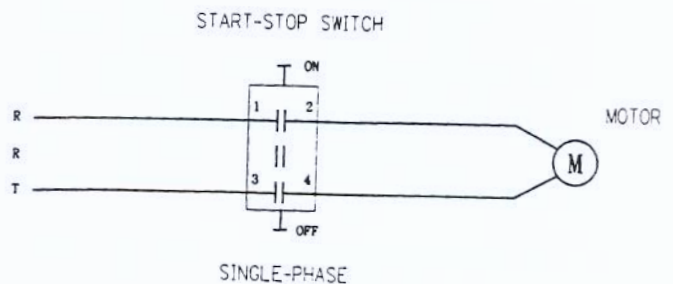 START-STOP SWITCH
ON
R 1 2 MOTOR
R
M
T 3 4
OFF
SINGLE-PHASE